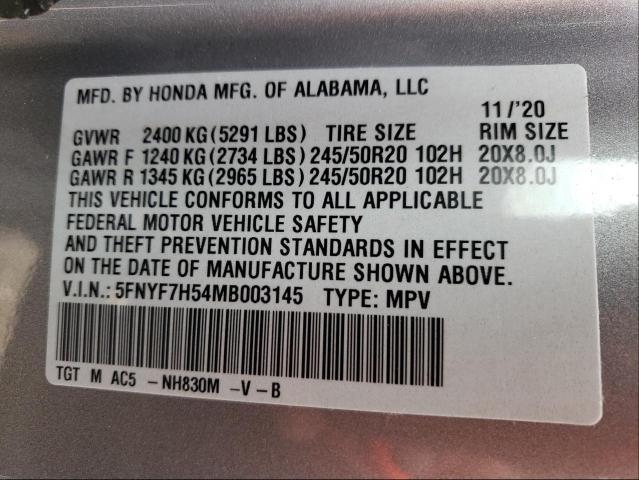 MFD. BY HONDA MFG. OF ALABAMA, LLC
11/'20
GVWR 2400 KG (5291 LBS) TIRE SIZE RIM SIZE
GAWR F 1240 KG (2734 LBS) 245/50R20 102H 20X8.0J
GAWR R 1345 KG (2965 LBS) 245/50R20 102H 20X8.0J
THIS VEHICLE CONFORMS TO ALL APPLICABLE
FEDERAL MOTOR VEHICLE SAFETY
AND THEFT PREVENTION STANDARDS IN EFFECT
ON THE DATE OF MANUFACTURE SHOWN ABOVE.
V.I.N.: 5FNYF7H54MB003145 TYPE: MPV
TGT M AC5 -NH830M -V-B